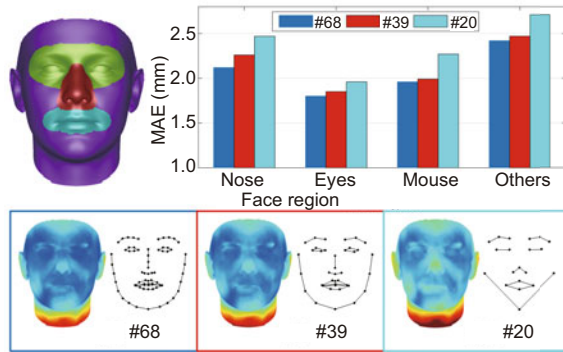 #68 #39 #20
MAE (mm)
2.5
2.0
1.5
1.0
Nose Eyes Mouse Others
Face region
#68 #39 #20